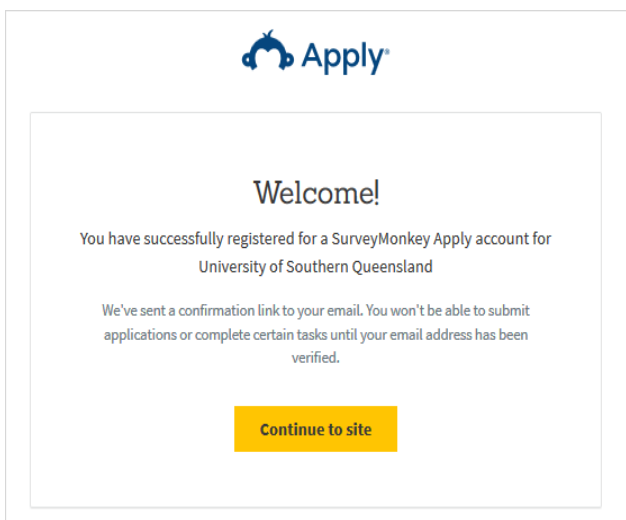 Apply®
Welcome!
You have successfully registered for a SurveyMonkey Apply account for
University of Southern Queensland
We've sent a confirmation link to your email. You won't be able to submit
applications or complete certain tasks until your email address has been
verified.
Continue to site